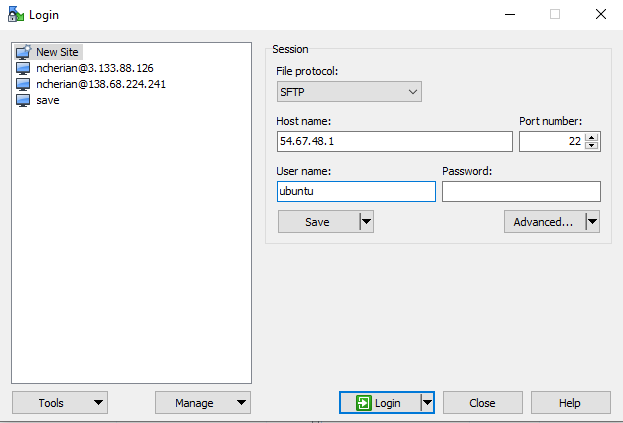 Login
New Site
ncherian@3.133.88.126
ncherian@138.68.224.241
save
Session
File protocol:
SFTP
Host name:
Port number:
54.67.48.1
22
User name:
Password:
ubuntu
Save
Advanced...
Tools
Manage
Login
Close
Help